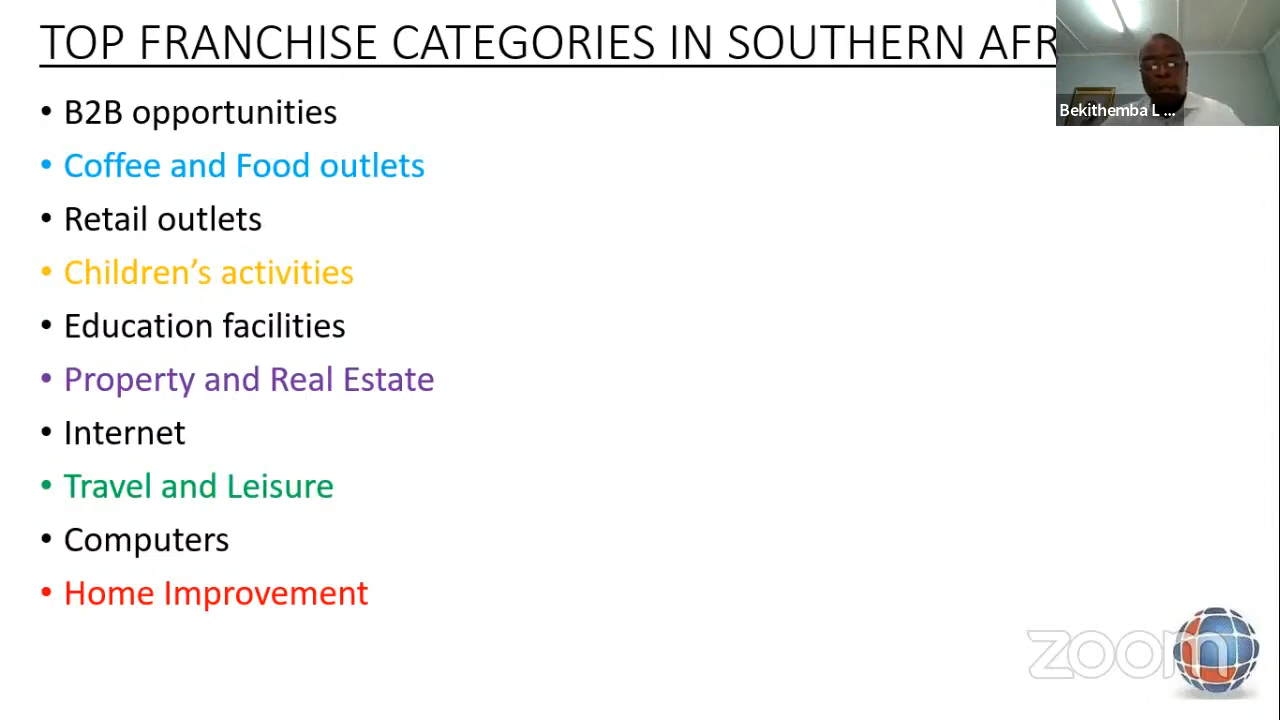 TOP FRANCHISE CATEGORIES IN SOUTHERN AFR
Bekithemba L ...
• B2B opportunities
• Coffee and Food outlets
• Retail outlets
• Children’s activities
• Education facilities
• Property and Real Estate
• Internet
• Travel and Leisure
• Computers
• Home Improvement
zoom